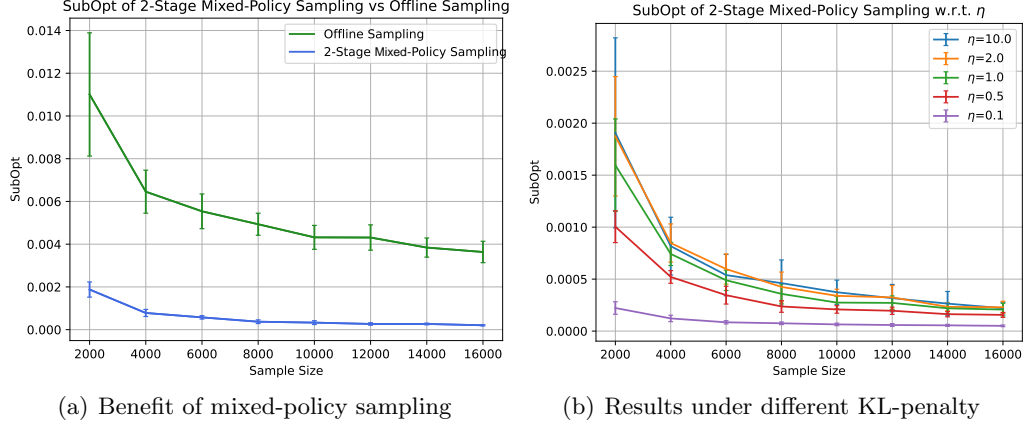 SubOpt of 2-Stage Mixed-Policy Sampling vs Offline Sampling
Offline Sampling
2-Stage Mixed-Policy Sampling
0.014
0.012
0.010
0.008
0.006
0.004
0.002
0.000
SubOpt
2000 4000 6000 8000 10000 12000 14000 16000
Sample Size
(a) Benefit of mixed-policy sampling
SubOpt of 2-Stage Mixed-Policy Sampling w.r.t. η
η=10.0
η=2.0
η=1.0
η=0.5
η=0.1
0.0025
0.0020
0.0015
0.0010
0.0005
0.0000
SubOpt
2000 4000 6000 8000 10000 12000 14000 16000
Sample Size
(b) Results under different KL-penalty